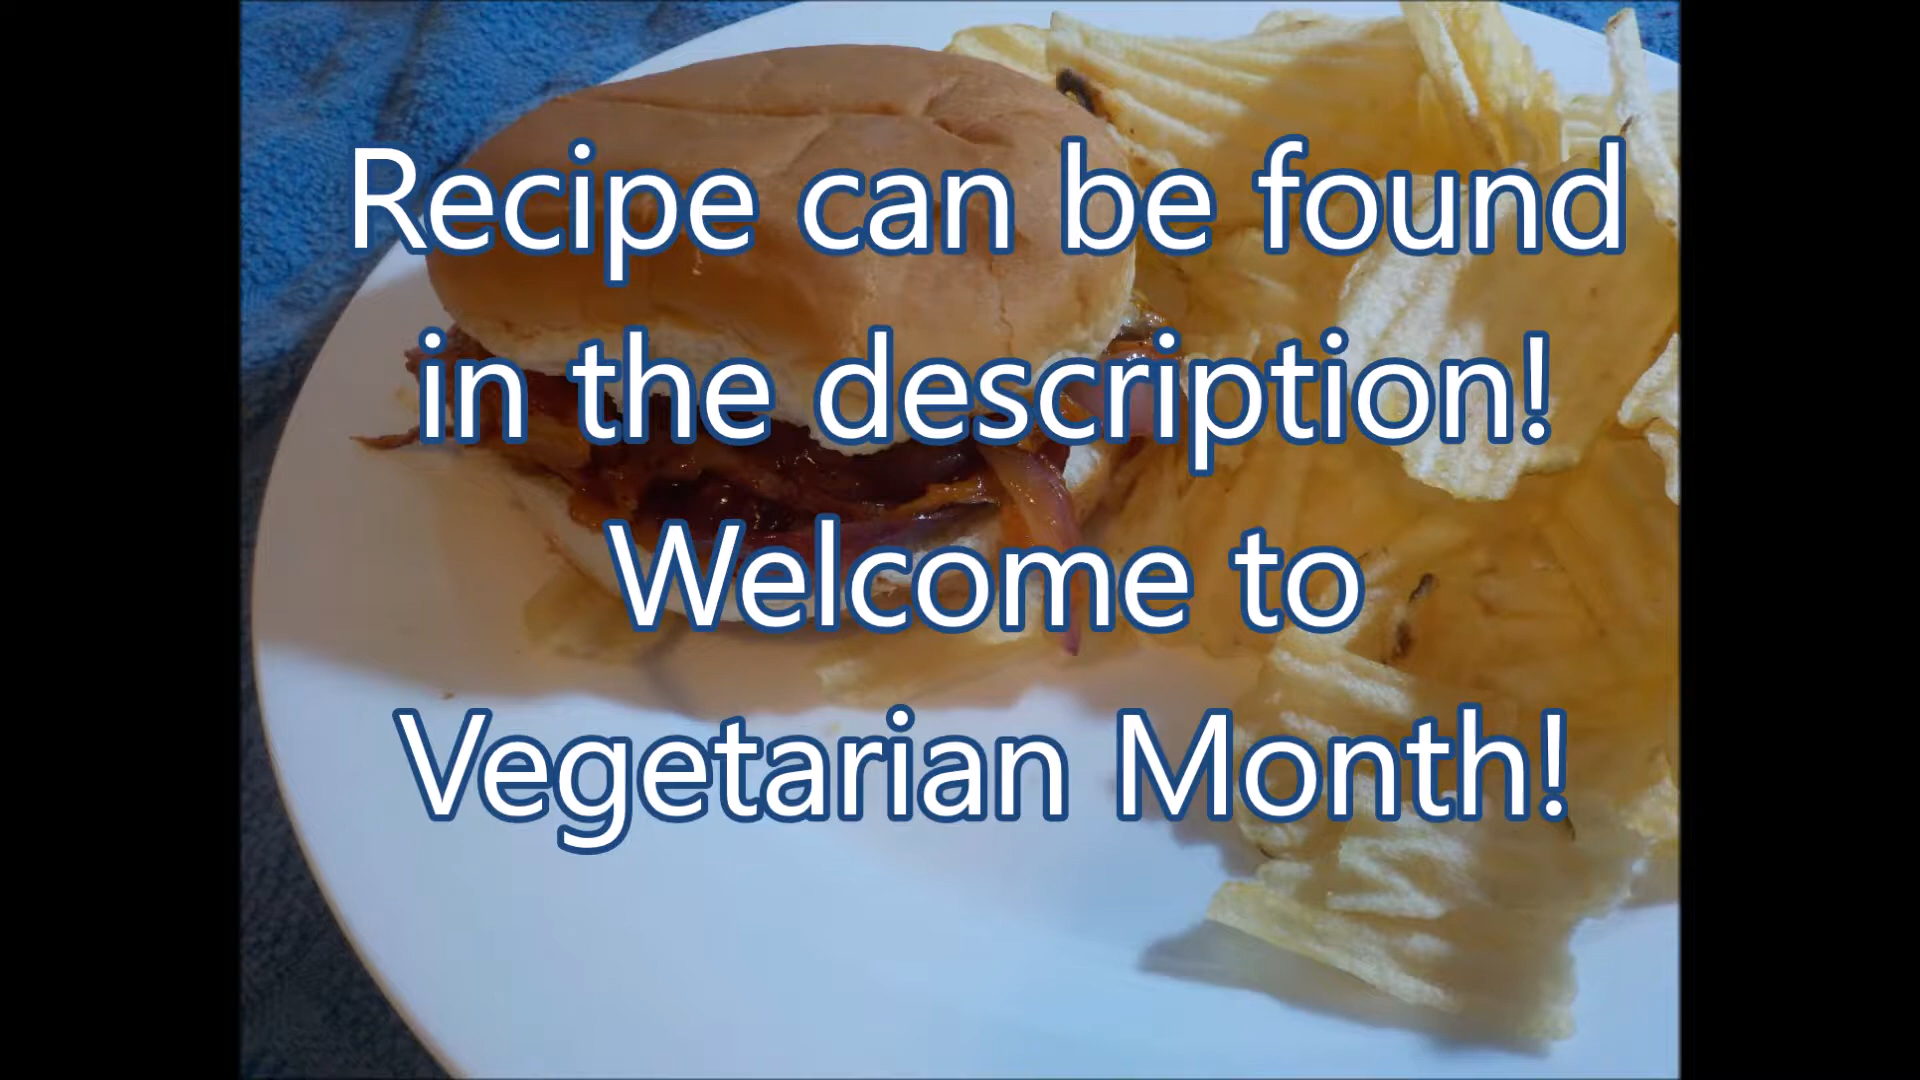 Recipe can be found
in the description!
Welcome to
Vegetarian Month!